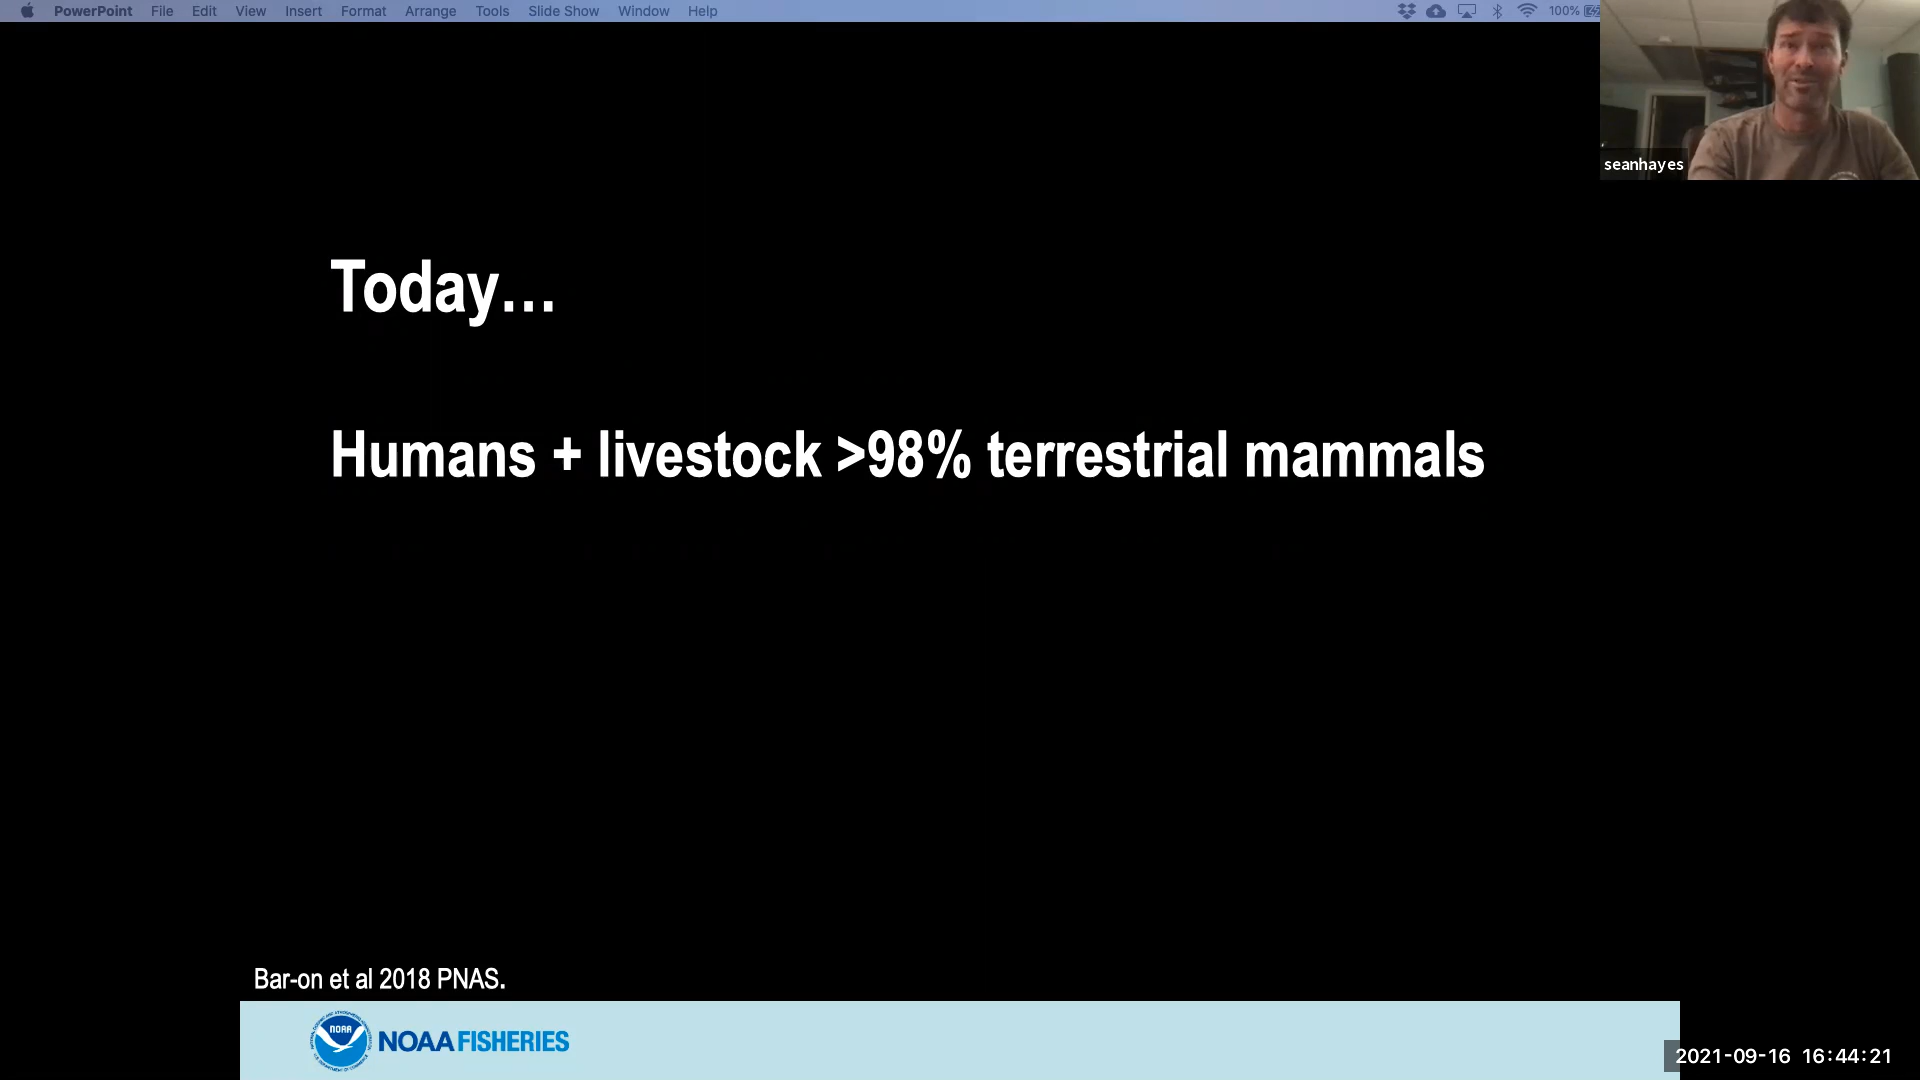 PowerPoint File Edit View Insert Format Arrange Tools Slide Show Window Help 100%
seanhayes
Today...
Humans + livestock >98% terrestrial mammals
Bar-on et al 2018 PNAS.
NOAA
NOAA FISHERIES
2021-09-16 16:44:21